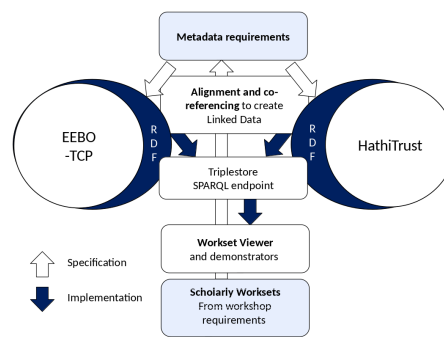 Metadata requirements
Alignment and co-
referencing to create
Linked Data
EEBO
-TCP
R
D
F
R
D
F
HathiTrust
Triplestore
SPARQL endpoint
Workset Viewer
and demonstrators
Specification
Implementation
Scholarly Worksets
From workshop
requirements